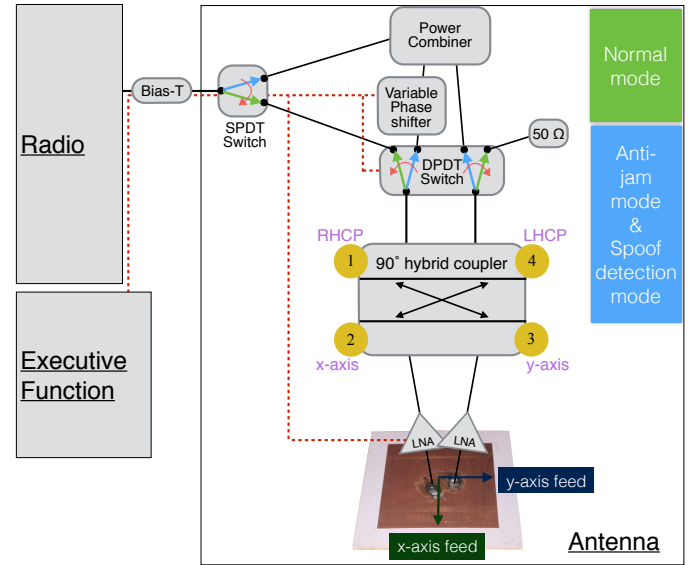 Radio
Executive
Function
Bias-T
SPDT
Switch
Power
Combiner
Variable
Phase
shifter
DPDT
Switch
50 Ω
Normal
mode
Anti-
jam
mode
&
Spoof
detection
mode
RHCP
LHCP
1
4
90˚ hybrid coupler
2
3
x-axis
y-axis
LNA
LNA
y-axis feed
x-axis feed
Antenna